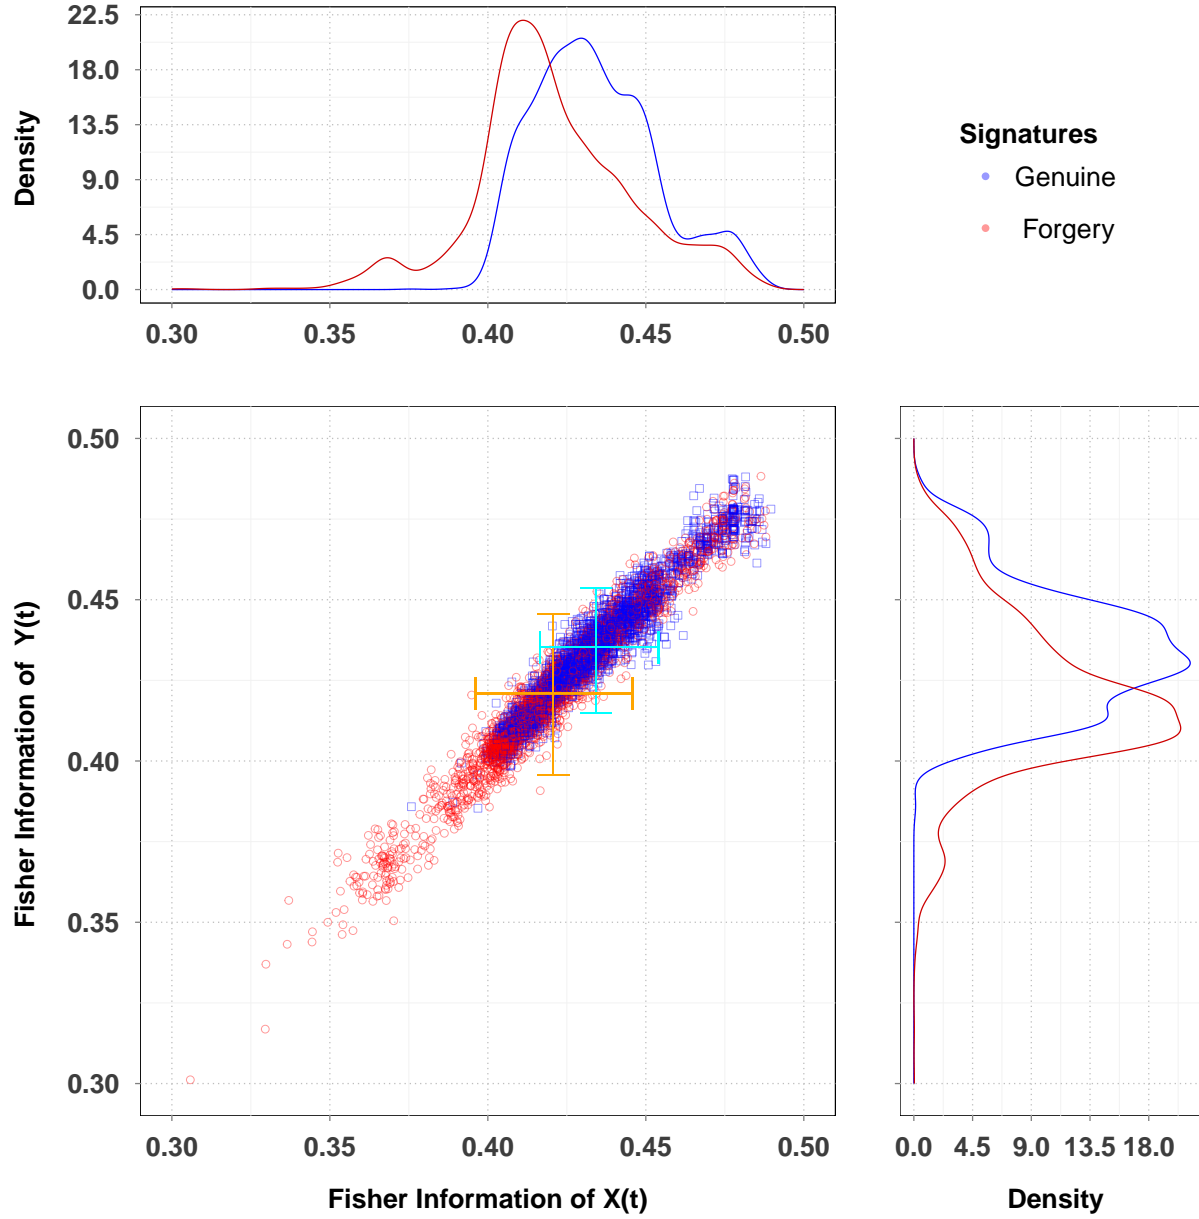 22.5
18.0
13.5
9.0
4.5
0.0
Density
0.30 0.35 0.40 0.45 0.50
Signatures
Genuine
Forgery
0.50
0.45
0.40
0.35
0.30
Fisher Information of Y(t)
0.30 0.35 0.40 0.45 0.50
Fisher Information of X(t)
0.0 4.5 9.0 13.5 18.0
Density